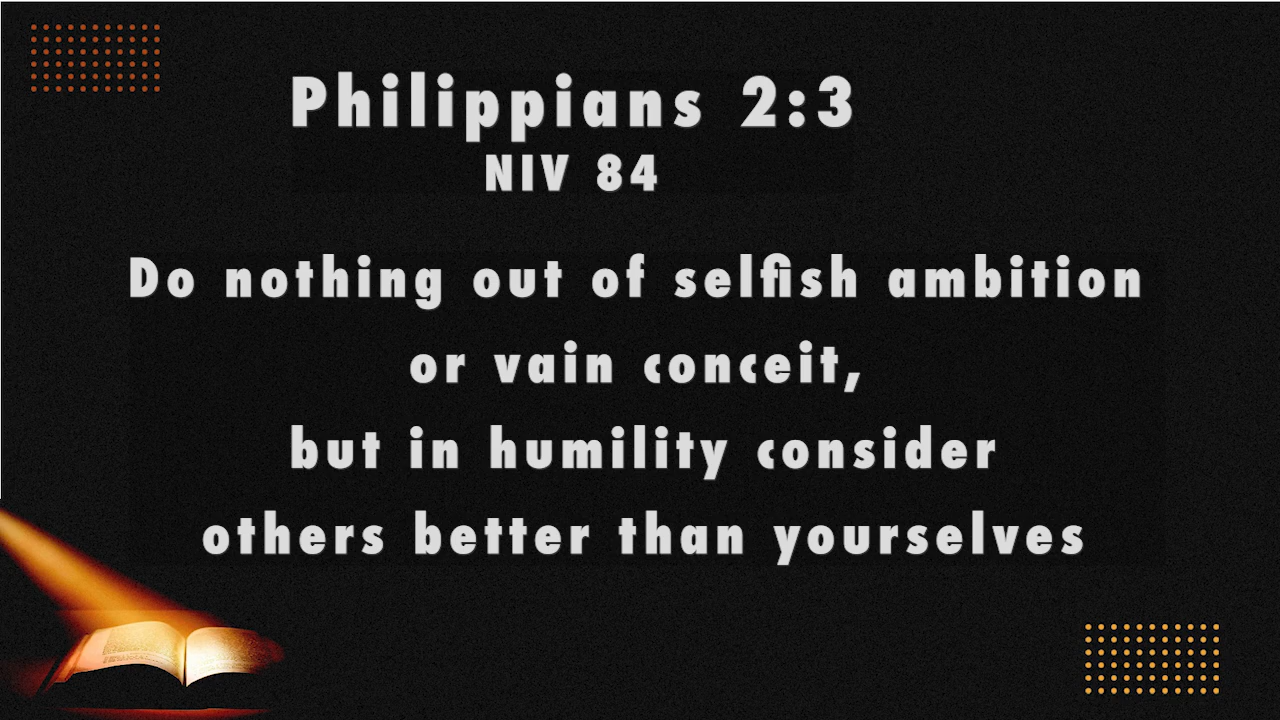 Philippians 2:3
NIV 84
Do nothing out of selfish ambition
or vain conceit,
but in humility consider
others better than yourselves